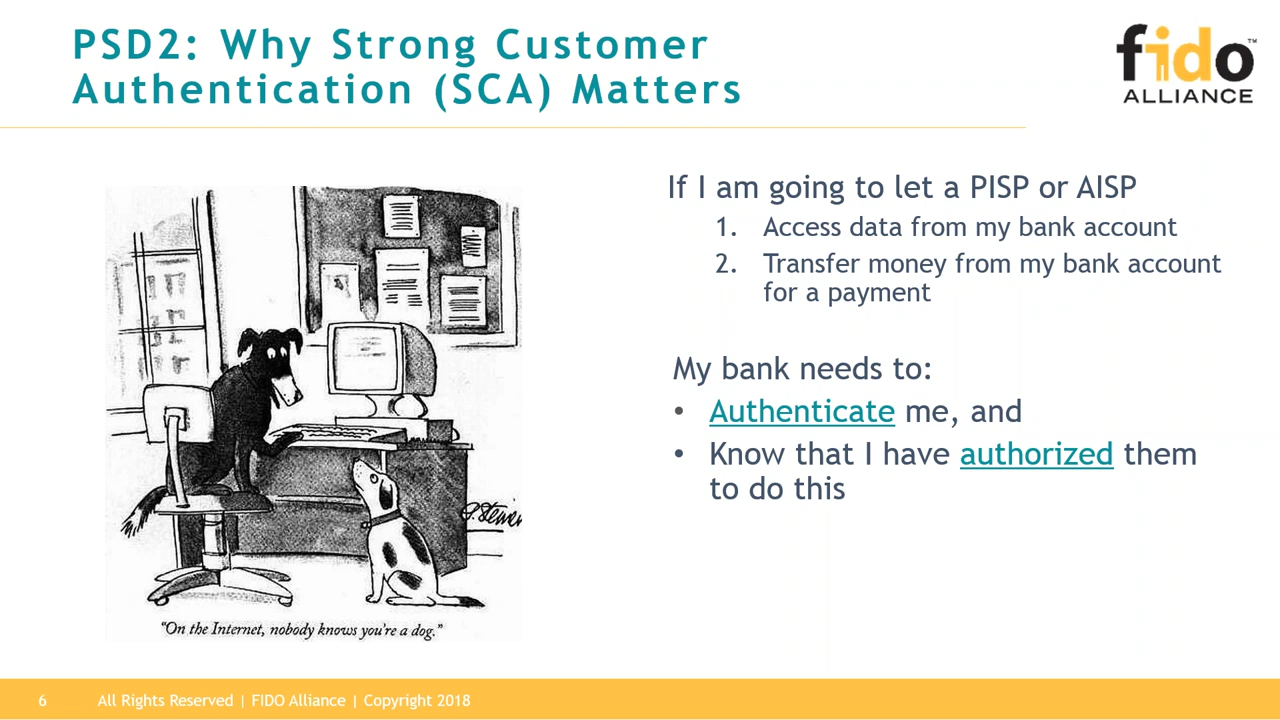 PSD2: Why Strong Customer
Authentication (SCA) Matters
fido™
ALLIANCE
If I am going to let a PISP or AISP
1. Access data from my bank account
2. Transfer money from my bank account
for a payment
My bank needs to:
• Authenticate me, and
• Know that I have authorized them
to do this
"On the Internet, nobody knows you're a dog."
6 All Rights Reserved | FIDO Alliance | Copyright 2018